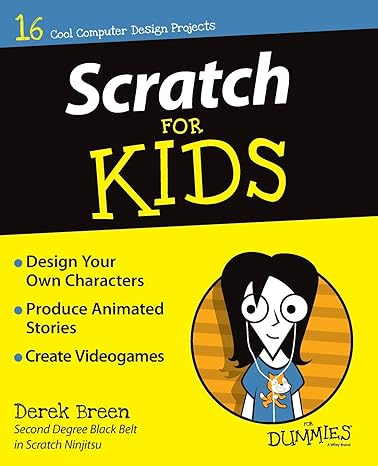 16 Cool Computer Design Projects
Scratch
FOR
KIDS
• Design Your
Own Characters
• Produce Animated
Stories
• Create Videogames
Derek Breen
Second Degree Black Belt
in Scratch Ninjitsu
FOR
DUMMIES
A Wiley Brand